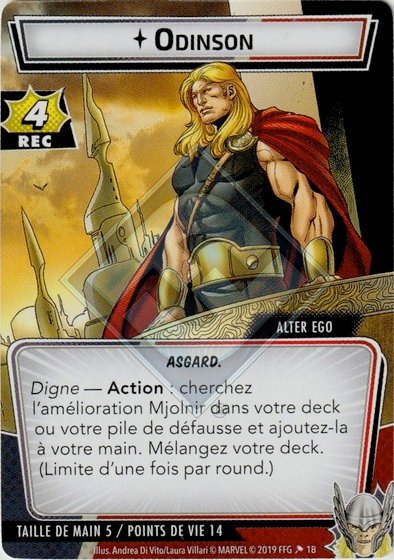 ODINSON
4
REC
ALTER EGO
ASGARD.
Digne — Action : cherchez
l'amélioration Mjolnir dans votre deck
ou votre pile de défausse et ajoutez-la
à votre main. Mélangez votre deck.
(Limite d'une fois par round.)
TAILLE DE MAIN 5 / POINTS DE VIE 14
Illus. Andrea Di Vito/Laura Villari © MARVEL © 2019 FFG 18